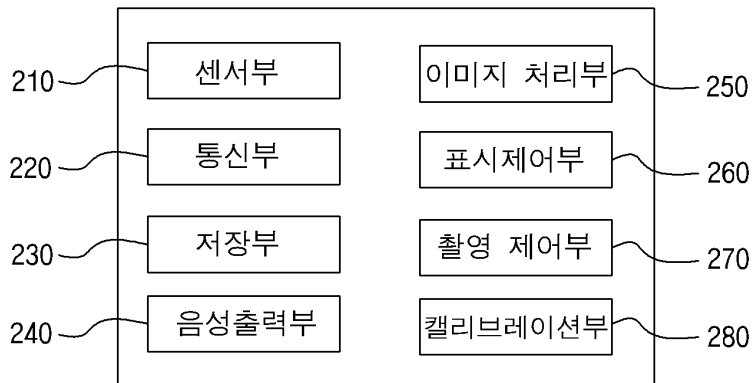 210 센서부
220 통신부
230 저장부
240 음성출력부
이미지 처리부 250
표시제어부 260
촬영 제어부 270
캘리브레이션부 280